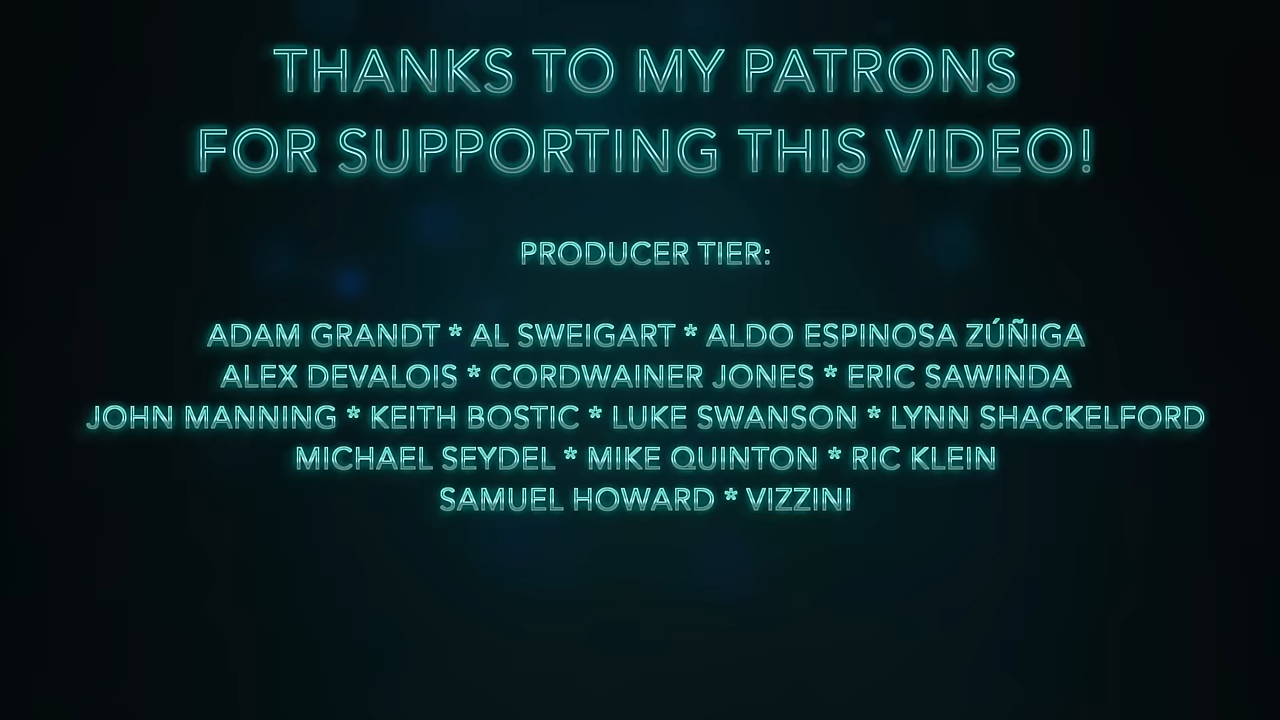 THANKS TO MY PATRONS
FOR SUPPORTING THIS VIDEO!
PRODUCER TIER:
ADAM GRANDT * AL SWEIGART * ALDO ESPINOSA ZÚÑIGA
ALEX DEVALOIS * CORDWAINER JONES * ERIC SAWINDA
JOHN MANNING * KEITH BOSTIC * LUKE SWANSON * LYNN SHACKELFORD
MICHAEL SEYDEL * MIKE QUINTON * RIC KLEIN
SAMUEL HOWARD * VIZZINI